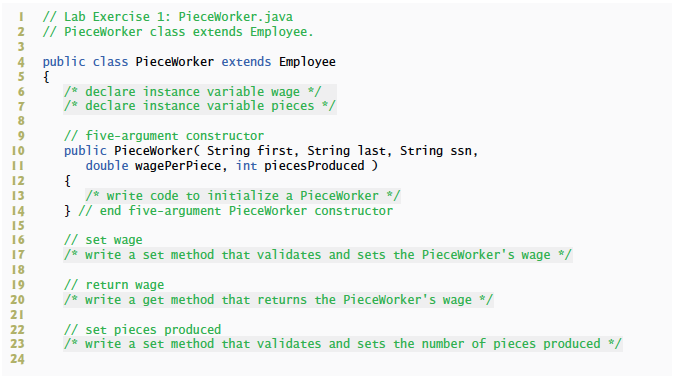 1 // Lab Exercise 1: PieceWorker.java
2 // PieceWorker class extends Employee.
3
4 public class PieceWorker extends Employee
5 {
6 /* declare instance variable wage */
7 /* declare instance variable pieces */
8
9 // five-argument constructor
10 public PieceWorker( String first, String last, String ssn,
11 double wagePerPiece, int piecesProduced )
12 {
13 /* write code to initialize a PieceWorker */
14 } // end five-argument PieceWorker constructor
15
16 // set wage
17 /* write a set method that validates and sets the PieceWorker's wage */
18
19 // return wage
20 /* write a get method that returns the PieceWorker's wage */
21
22 // set pieces produced
23 /* write a set method that validates and sets the number of pieces produced */
24